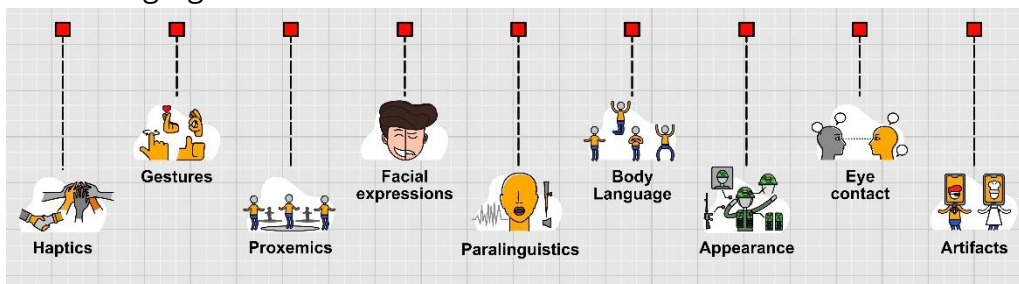 Haptics
Gestures
Proxemics
Facial
expressions
Paralinguistics
Body
Language
Appearance
Eye
contact
Artifacts